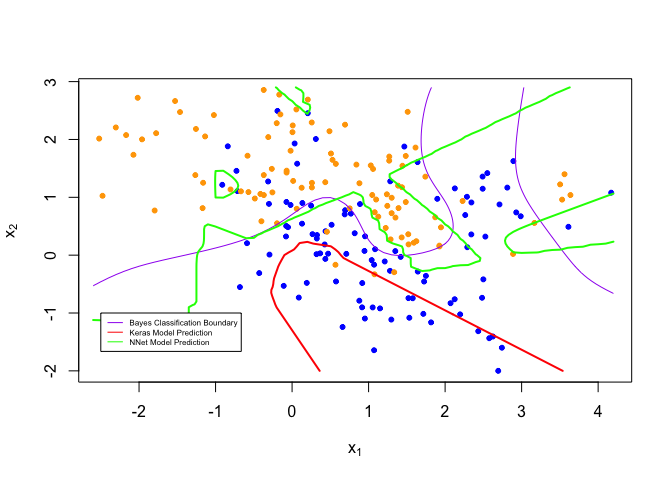 3
2
1
0
-1
-2
x2
Bayes Classification Boundary
Keras Model Prediction
NNet Model Prediction
-2 -1 0 1 2 3 4
x1